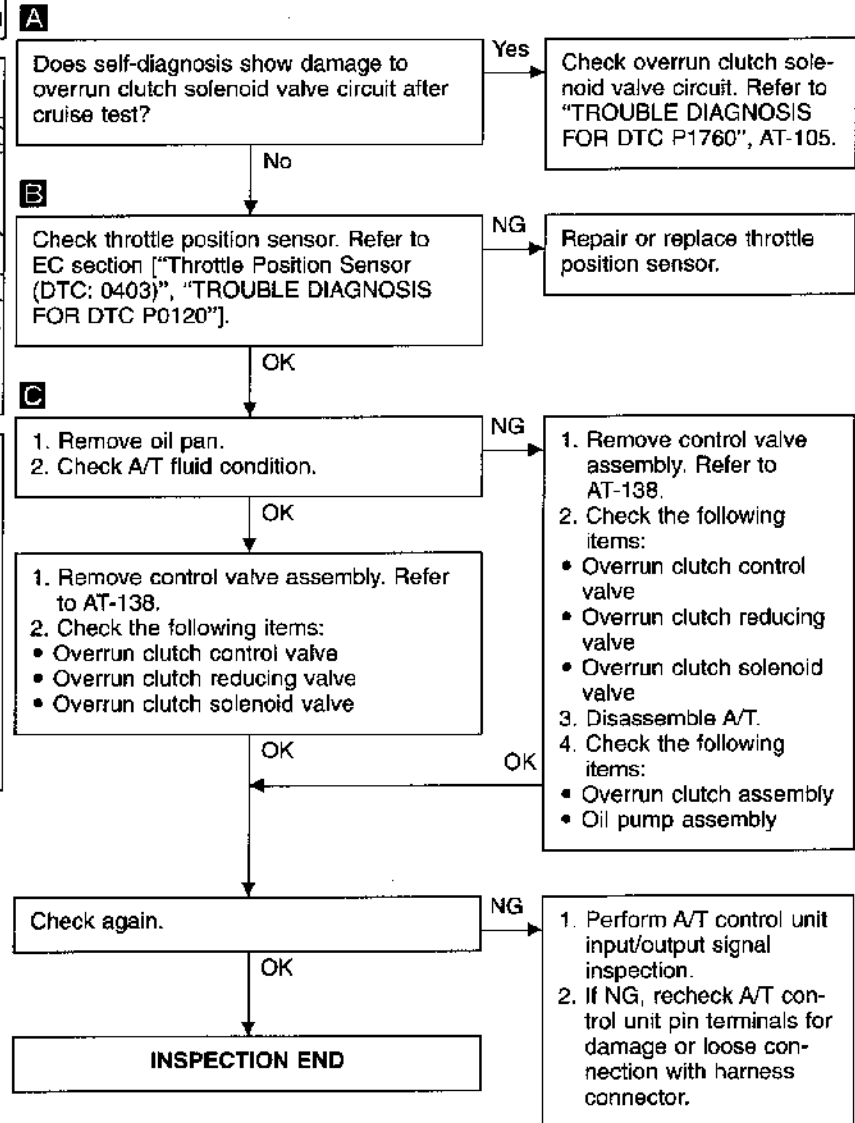 A
Does self-diagnosis show damage to
overrun clutch solenoid valve circuit after
cruise test?
Yes
Check overrun clutch sole-
noid valve circuit. Refer to
“TROUBLE DIAGNOSIS
FOR DTC P1760”, AT-105.
No
B
Check throttle position sensor. Refer to
EC section [“Throttle Position Sensor
(DTC: 0403)”, “TROUBLE DIAGNOSIS
FOR DTC P0120”].
NG
Repair or replace throttle
position sensor.
OK
C
1. Remove oil pan.
2. Check A/T fluid condition.
NG
1. Remove control valve
assembly. Refer to
AT-138.
2. Check the following
items:
• Overrun clutch control
valve
• Overrun clutch reducing
valve
• Overrun clutch solenoid
valve
3. Disassemble A/T.
4. Check the following
items:
• Overrun clutch assembly
• Oil pump assembly
OK
1. Remove control valve assembly. Refer
to AT-138.
2. Check the following items:
• Overrun clutch control valve
• Overrun clutch reducing valve
• Overrun clutch solenoid valve
OK
OK
Check again.
NG
1. Perform A/T control unit
input/output signal
inspection.
2. If NG, recheck A/T con-
trol unit pin terminals for
damage or loose con-
nection with harness
connector.
OK
INSPECTION END